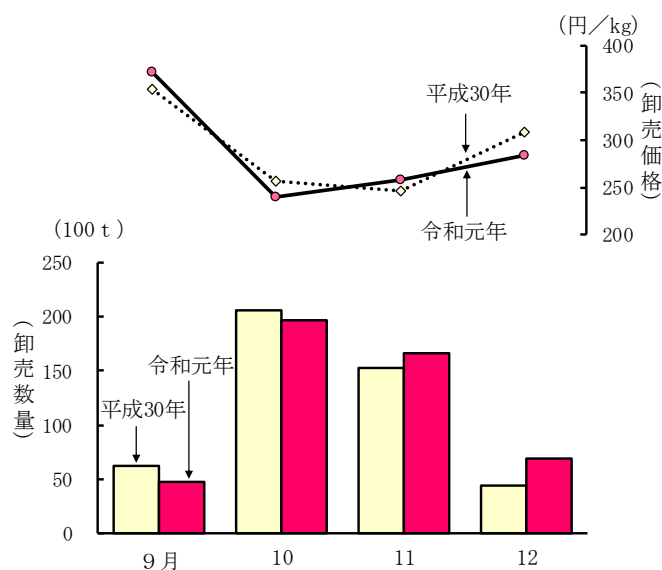 (円／kg)
400
350
300
250
200
(卸売価格)
平成30年
令和元年
(100ｔ)
250
200
150
100
50
0
(卸売数量)
令和元年
平成30年
９月
10
11
12